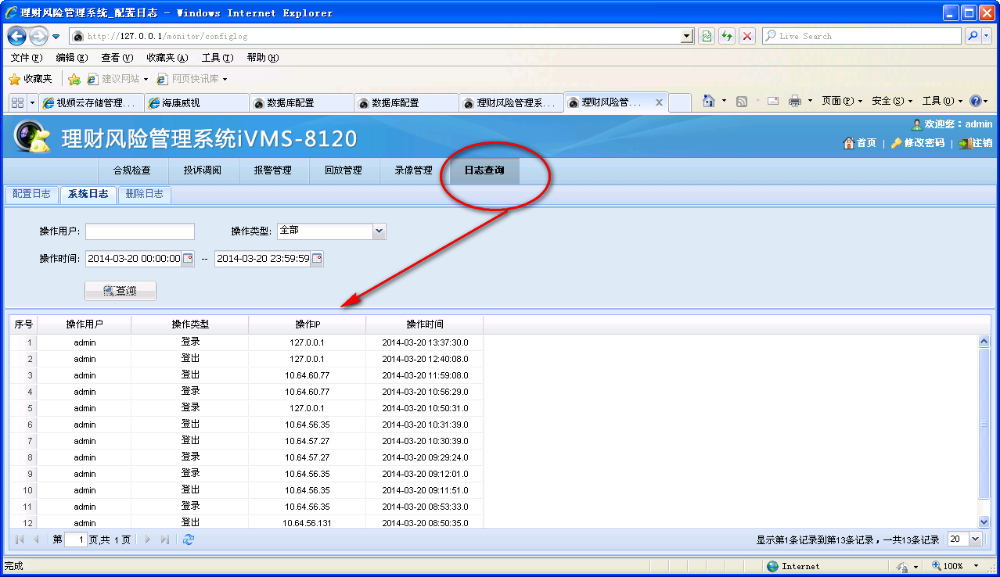 理财风险管理系统_配置日志 - Windows Internet Explorer
http://127.0.0.1/monitor/configlog
Live Search
文件(F) 编辑(E) 查看(V) 收藏夹(A) 工具(T) 帮助(H)
收藏夹 建议网站 网页快讯库
视频云存储管理... 海康威视 数据库配置 数据库配置 理财风险管理系... 理财风险管... 页面(P) 安全(S) 工具(O)
理财风险管理系统iVMS-8120
欢迎您：admin
首页 | 修改密码 | 注销
合规检查 投诉调阅 报警管理 回放管理 录像管理 日志查询
配置日志 系统日志 删除日志
操作用户: 操作类型: 全部
操作时间: 2014-03-20 00:00:00 -- 2014-03-20 23:59:59
查询
序号 操作用户 操作类型 操作IP 操作时间
1 admin 登录 127.0.0.1 2014-03-20 13:37:30.0
2 admin 登出 127.0.0.1 2014-03-20 12:40:08.0
3 admin 登出 10.64.60.77 2014-03-20 11:59:08.0
4 admin 登录 10.64.60.77 2014-03-20 10:56:29.0
5 admin 登录 127.0.0.1 2014-03-20 10:50:31.0
6 admin 登出 10.64.56.35 2014-03-20 10:31:39.0
7 admin 登出 10.64.57.27 2014-03-20 10:30:39.0
8 admin 登录 10.64.57.27 2014-03-20 09:29:24.0
9 admin 登录 10.64.56.35 2014-03-20 09:12:01.0
10 admin 登出 10.64.56.35 2014-03-20 09:11:51.0
11 admin 登录 10.64.56.35 2014-03-20 08:53:33.0
12 admin 登出 10.64.56.131 2014-03-20 08:50:35.0
第 1 页,共 1 页
显示第1条记录到第13条记录，一共13条记录 20
完成 Internet 100%